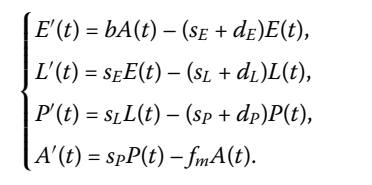 E′(t) = bA(t) – (s_E + d_E)E(t),
L′(t) = s_E E(t) – (s_L + d_L)L(t),
P′(t) = s_L L(t) – (s_P + d_P)P(t),
A′(t) = s_P P(t) – f_m A(t).